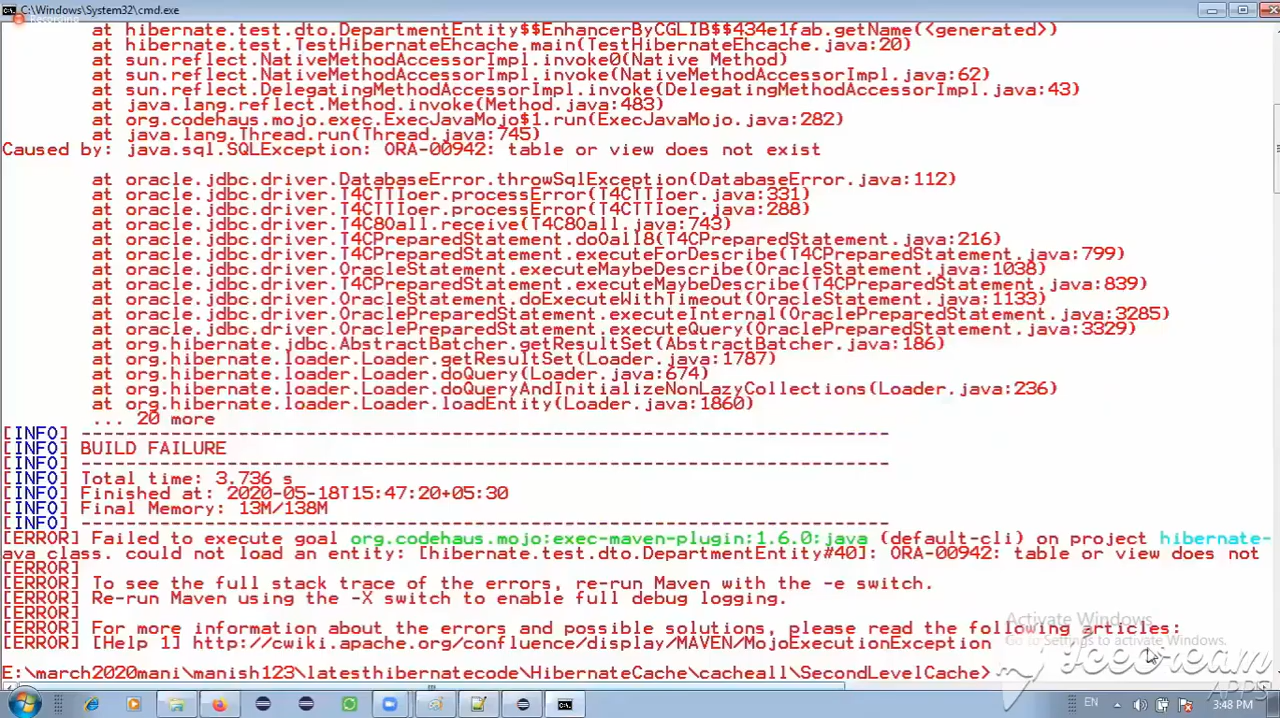 C:\Windows\System32\cmd.exe
Recording
at hibernate.test.dto.DepartmentEntity$$EnhancerByCGLIB$$434e1fab.getName(<generated>)
at hibernate.test.TestHibernateEhcache.main(TestHibernateEhcache.java:20)
at sun.reflect.NativeMethodAccessorImpl.invoke0(Native Method)
at sun.reflect.NativeMethodAccessorImpl.invoke(NativeMethodAccessorImpl.java:62)
at sun.reflect.DelegatingMethodAccessorImpl.invoke(DelegatingMethodAccessorImpl.java:43)
at java.lang.reflect.Method.invoke(Method.java:483)
at org.codehaus.mojo.exec.ExecJavaMojo$1.run(ExecJavaMojo.java:282)
at java.lang.Thread.run(Thread.java:745)
Caused by: java.sql.SQLException: ORA-00942: table or view does not exist
at oracle.jdbc.driver.DatabaseError.throwSqlException(DatabaseError.java:112)
at oracle.jdbc.driver.T4CTTIoer.processError(T4CTTIoer.java:331)
at oracle.jdbc.driver.T4CTTIoer.processError(T4CTTIoer.java:288)
at oracle.jdbc.driver.T4C8Oall.receive(T4C8Oall.java:743)
at oracle.jdbc.driver.T4CPreparedStatement.doOall8(T4CPreparedStatement.java:216)
at oracle.jdbc.driver.T4CPreparedStatement.executeForDescribe(T4CPreparedStatement.java:799)
at oracle.jdbc.driver.OracleStatement.executeMaybeDescribe(OracleStatement.java:1038)
at oracle.jdbc.driver.T4CPreparedStatement.executeMaybeDescribe(T4CPreparedStatement.java:839)
at oracle.jdbc.driver.OracleStatement.doExecuteWithTimeout(OracleStatement.java:1133)
at oracle.jdbc.driver.OraclePreparedStatement.executeInternal(OraclePreparedStatement.java:3285)
at oracle.jdbc.driver.OraclePreparedStatement.executeQuery(OraclePreparedStatement.java:3329)
at org.hibernate.jdbc.AbstractBatcher.getResultSet(AbstractBatcher.java:186)
at org.hibernate.loader.Loader.getResultSet(Loader.java:1787)
at org.hibernate.loader.Loader.doQuery(Loader.java:674)
at org.hibernate.loader.Loader.doQueryAndInitializeNonLazyCollections(Loader.java:236)
at org.hibernate.loader.Loader.loadEntity(Loader.java:1860)
... 20 more
[INFO] ------------------------------------------------------------------------
[INFO] BUILD FAILURE
[INFO] ------------------------------------------------------------------------
[INFO] Total time: 3.736 s
[INFO] Finished at: 2020-05-18T15:47:20+05:30
[INFO] Final Memory: 13M/138M
[INFO] ------------------------------------------------------------------------
[ERROR] Failed to execute goal org.codehaus.mojo:exec-maven-plugin:1.6.0:java (default-cli) on project hibernate-
ava class. could not load an entity: [hibernate.test.dto.DepartmentEntity#40]: ORA-00942: table or view does not
[ERROR]
[ERROR] To see the full stack trace of the errors, re-run Maven with the -e switch.
[ERROR] Re-run Maven using the -X switch to enable full debug logging.
[ERROR]
[ERROR] For more information about the errors and possible solutions, please read the following articles:
[ERROR] [Help 1] http://cwiki.apache.org/confluence/display/MAVEN/MojoExecutionException
Activate Windows
Go to Settings to activate Windows.
E:\march2020mani\manish123\latesthibernatecode\HibernateCache\cacheall\SecondLevelCache>
IceCream
APPS
EN
3:48 PM